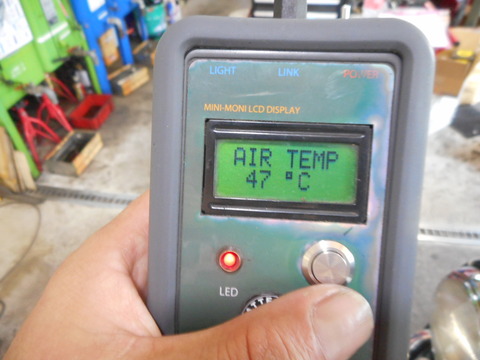 LIGHT LINK POWER
MINI-MONI LCD DISPLAY
AIR TEMP
47 °C
LED